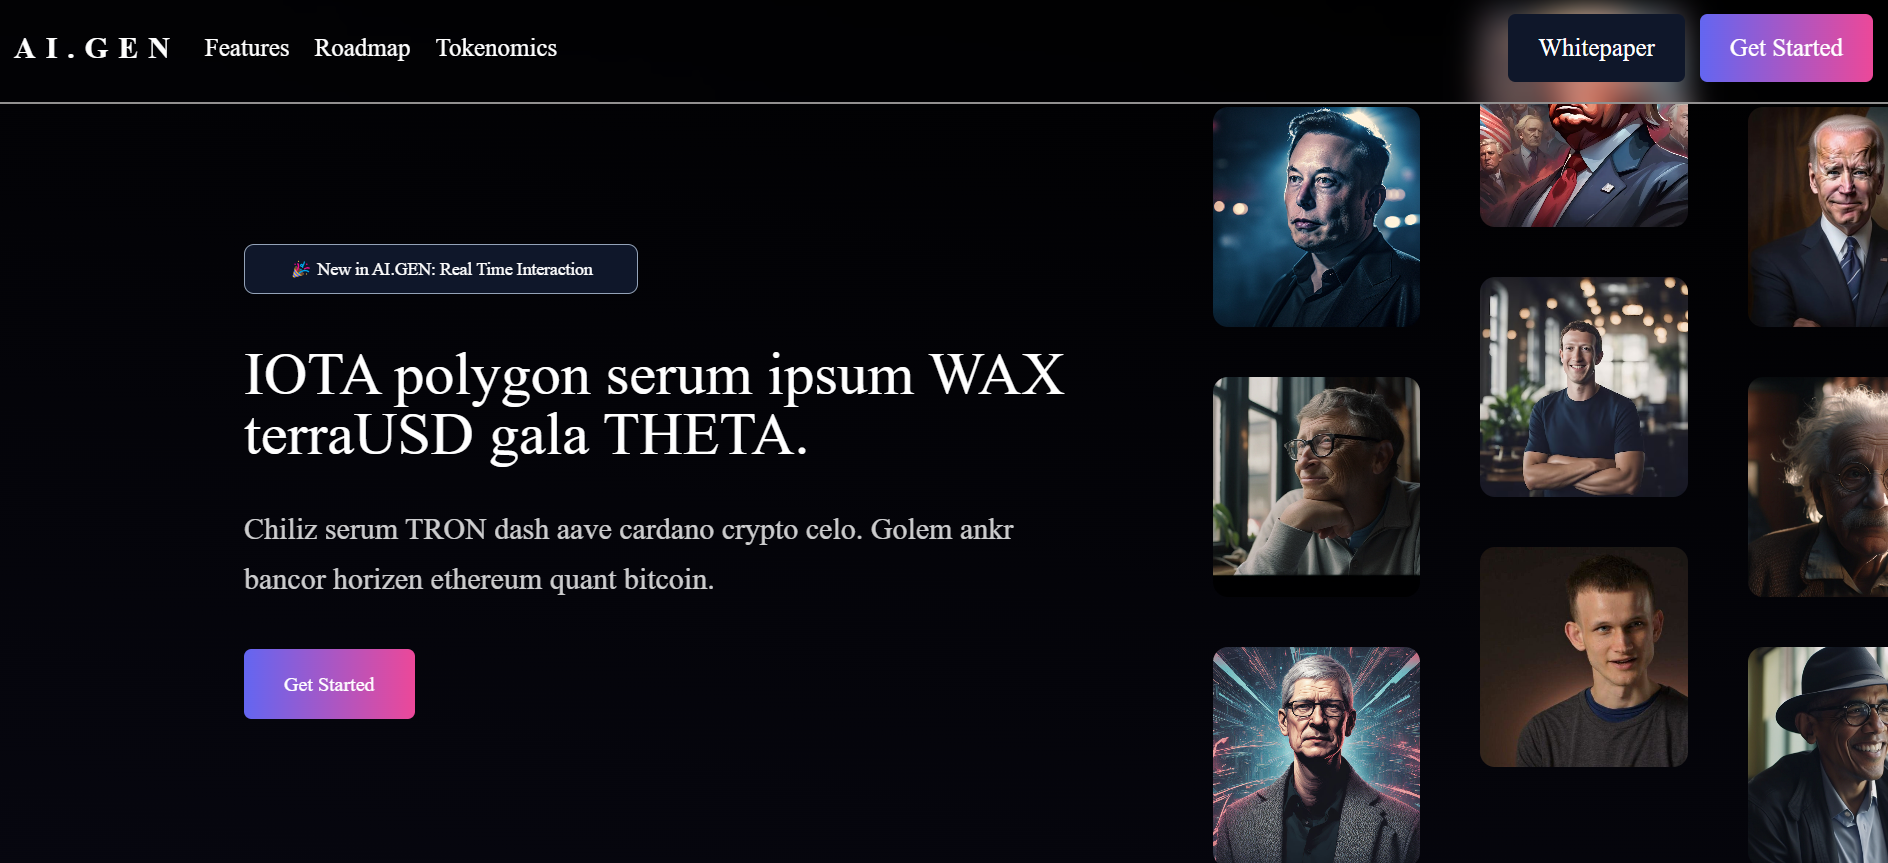 AI.GEN Features Roadmap Tokenomics Whitepaper Get Started
🎉 New in AI.GEN: Real Time Interaction
IOTA polygon serum ipsum WAX
terraUSD gala THETA.
Chiliz serum TRON dash aave cardano crypto celo. Golem ankr
bancor horizen ethereum quant bitcoin.
Get Started